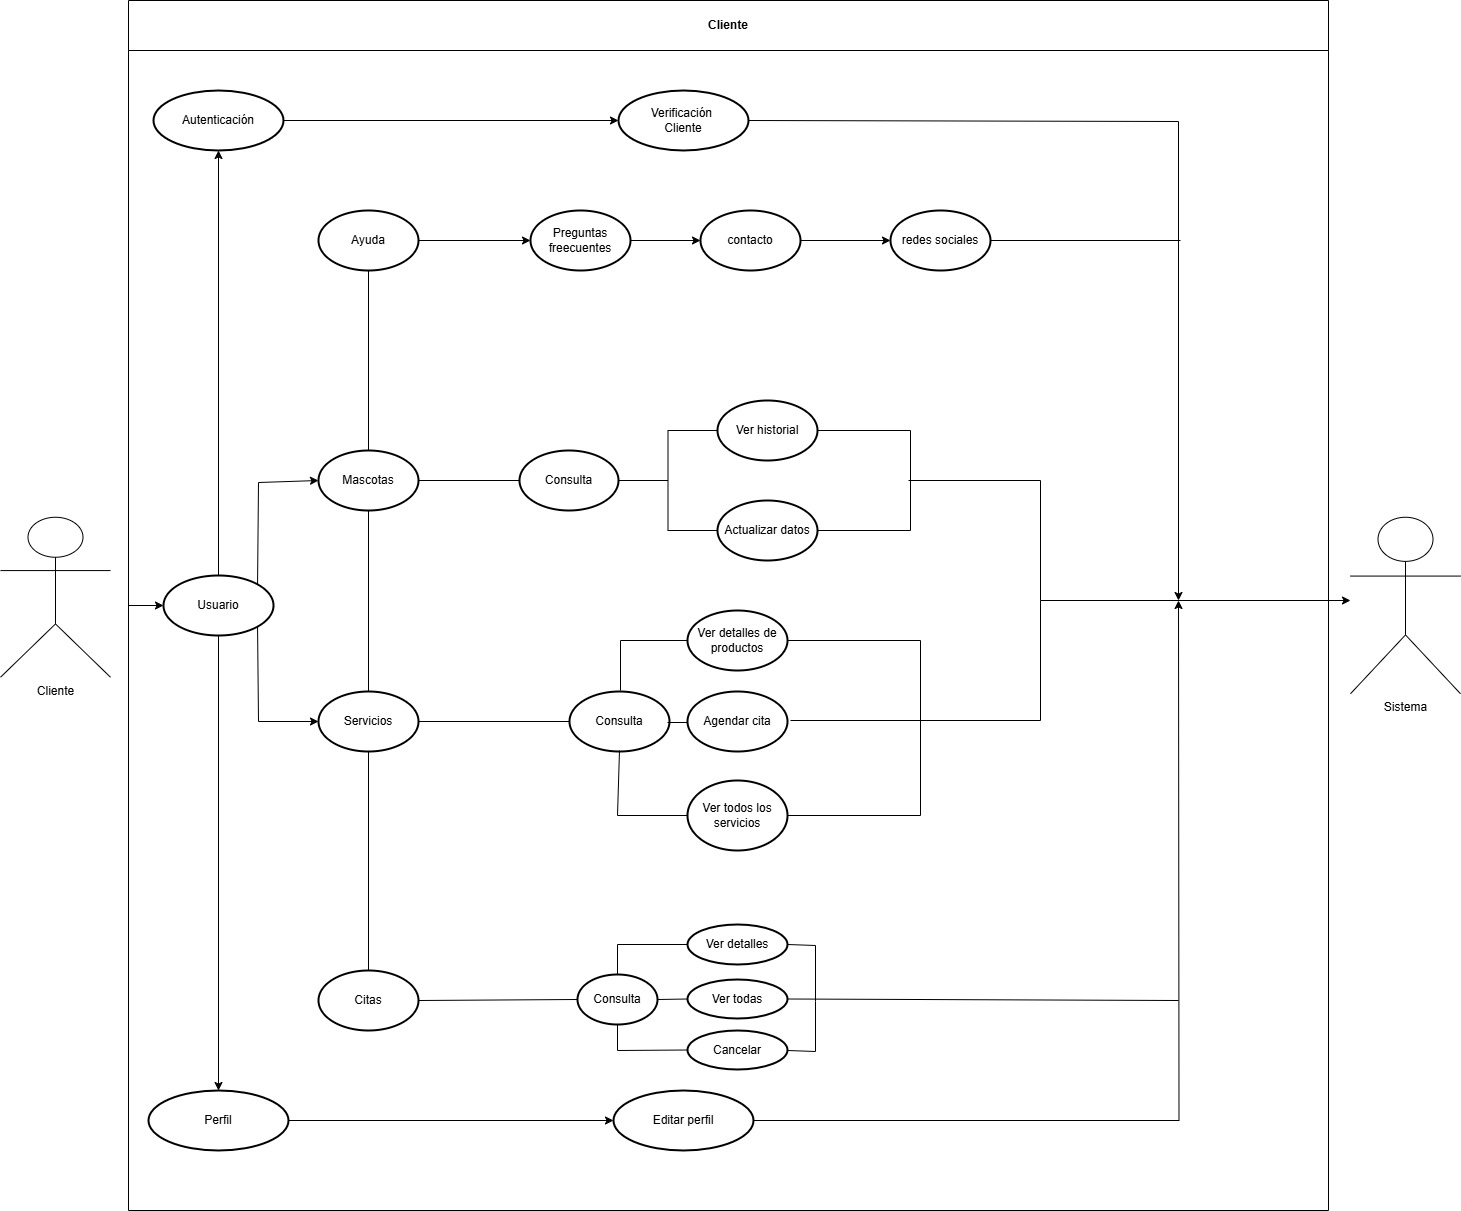 Cliente
Autenticación
Verificación
Cliente
Ayuda
Preguntas
freecuentes
contacto
redes sociales
Ver historial
Mascotas
Consulta
Actualizar datos
Usuario
Cliente
Sistema
Ver detalles de
productos
Servicios
Consulta
Agendar cita
Ver todos los
servicios
Ver detalles
Citas
Consulta
Ver todas
Cancelar
Perfil
Editar perfil